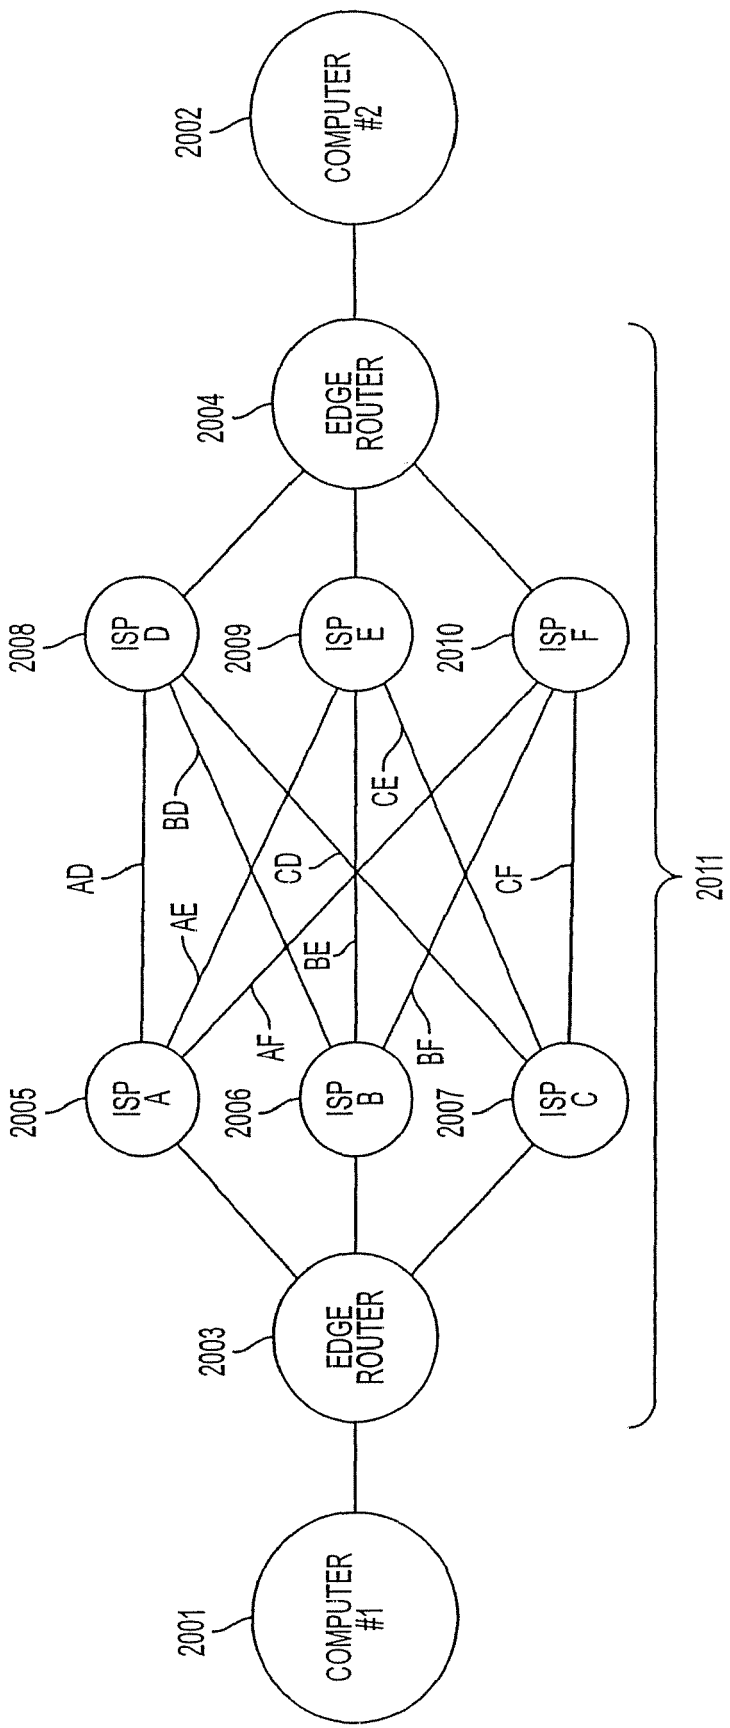 2001
COMPUTER
#1
2003
EDGE
ROUTER
2005
ISP
A
2006
ISP
B
2007
ISP
C
AD
AE
BD
AF
CD
BE
CE
BF
CF
2008
ISP
D
2009
ISP
E
2010
ISP
F
2004
EDGE
ROUTER
2002
COMPUTER
#2
2011